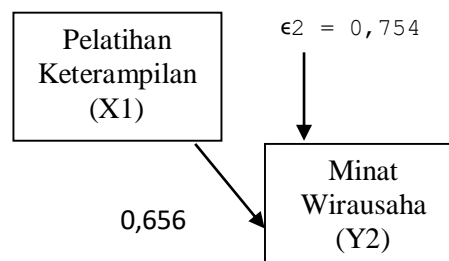 Pelatihan
Keterampilan
(X1)
ϵ2 = 0,754
Minat
Wirausaha
(Y2)
0,656